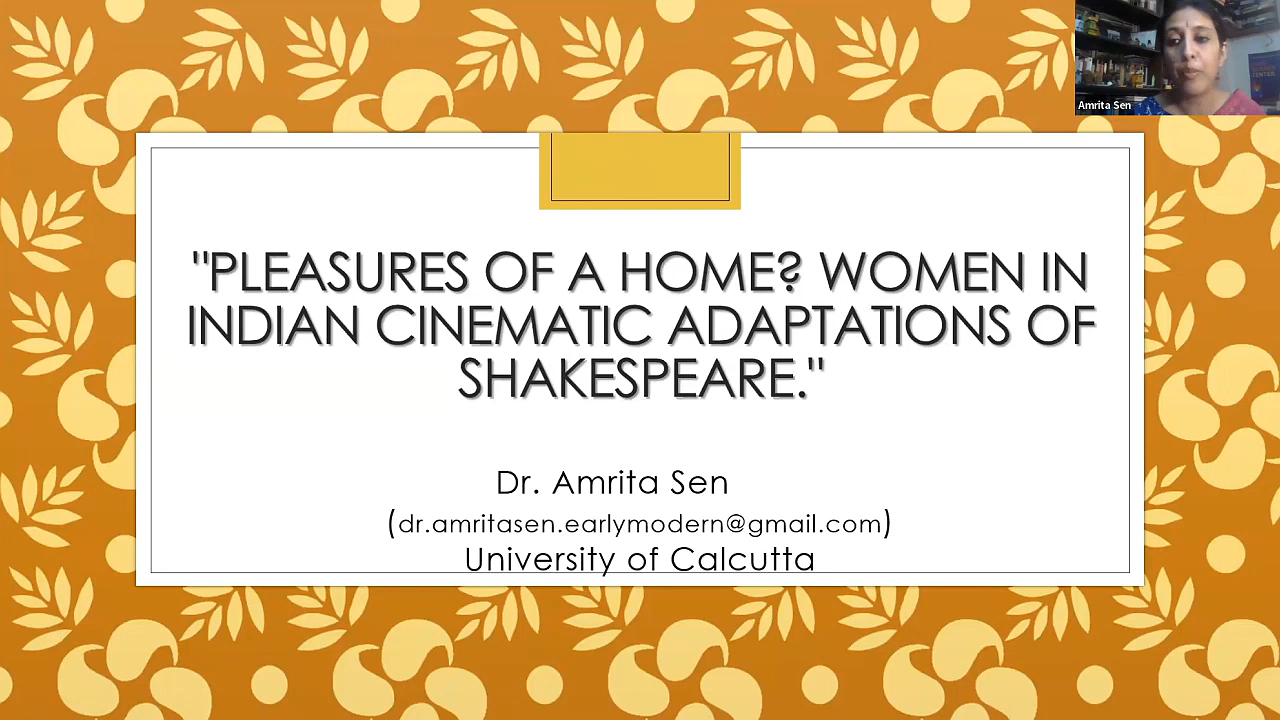 Amrita Sen
"PLEASURES OF A HOME? WOMEN IN
INDIAN CINEMATIC ADAPTATIONS OF
SHAKESPEARE."
Dr. Amrita Sen
(dr.amritasen.earlymodern@gmail.com)
University of Calcutta